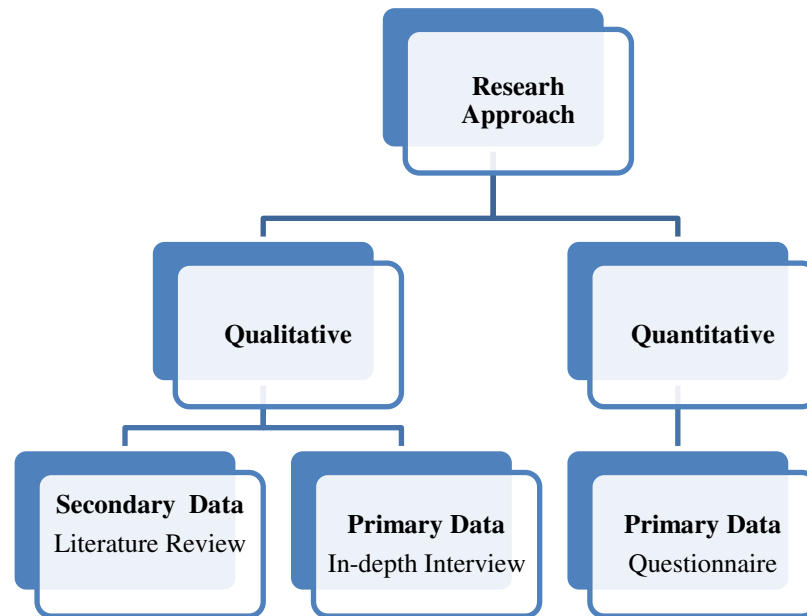 Researh
Approach
Qualitative
Quantitative
Secondary Data
Literature Review
Primary Data
In-depth Interview
Primary Data
Questionnaire